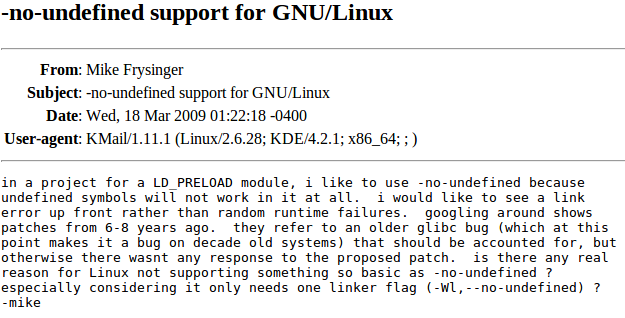 -no-undefined support for GNU/Linux
From: Mike Frysinger
Subject: -no-undefined support for GNU/Linux
Date: Wed, 18 Mar 2009 01:22:18 -0400
User-agent: KMail/1.11.1 (Linux/2.6.28; KDE/4.2.1; x86_64; ; )
in a project for a LD_PRELOAD module, i like to use -no-undefined because
undefined symbols will not work in it at all.  i would like to see a link
error up front rather than random runtime failures.  googling around shows
patches from 6-8 years ago.  they refer to an older glibc bug (which at this
point makes it a bug on decade old systems) that should be accounted for, but
otherwise there wasnt any response to the proposed patch.  is there any real
reason for Linux not supporting something so basic as -no-undefined ?
especially considering it only needs one linker flag (-Wl,--no-undefined) ?
-mike